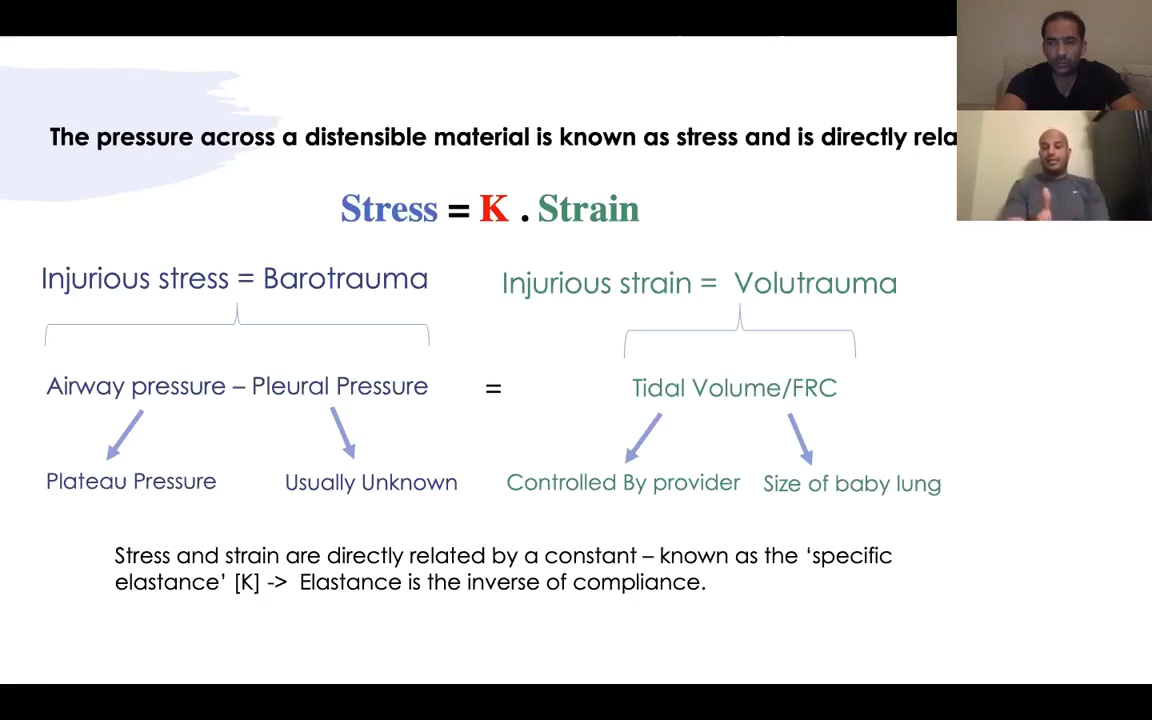 The pressure across a distensible material is known as stress and is directly rela
Stress = K . Strain
Injurious stress = Barotrauma
Injurious strain = Volutrauma
Airway pressure – Pleural Pressure = Tidal Volume/FRC
Plateau Pressure Usually Unknown Controlled By provider Size of baby lung
Stress and strain are directly related by a constant – known as the ‘specific
elastance’ [K] -> Elastance is the inverse of compliance.